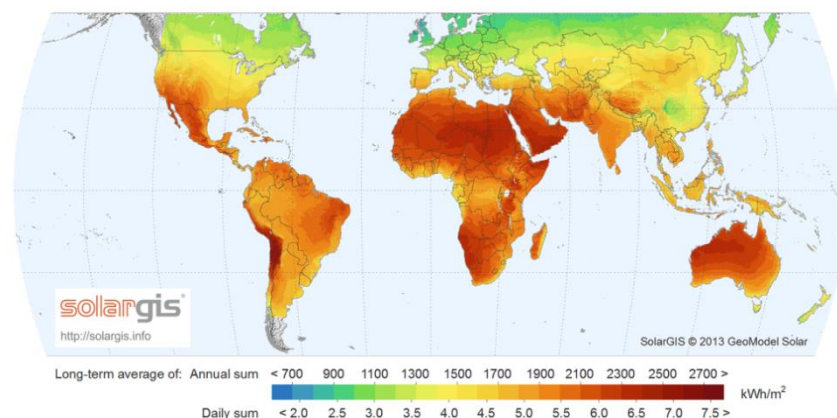 solargis
http://solargis.info
SolarGIS © 2013 GeoModel Solar
Long-term average of: Annual sum < 700 900 1100 1300 1500 1700 1900 2100 2300 2500 2700 >
Daily sum < 2.0 2.5 3.0 3.5 4.0 4.5 5.0 5.5 6.0 6.5 7.0 7.5 >
kWh/m²